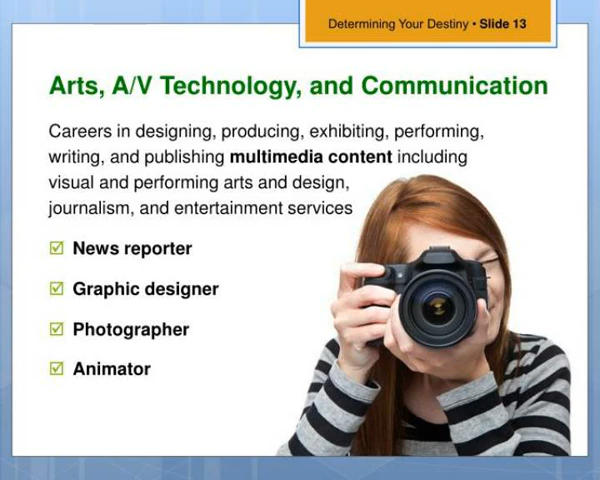 Determining Your Destiny • Slide 13
Arts, A/V Technology, and Communication
Careers in designing, producing, exhibiting, performing,
writing, and publishing multimedia content including
visual and performing arts and design,
journalism, and entertainment services
News reporter
Graphic designer
Photographer
Animator